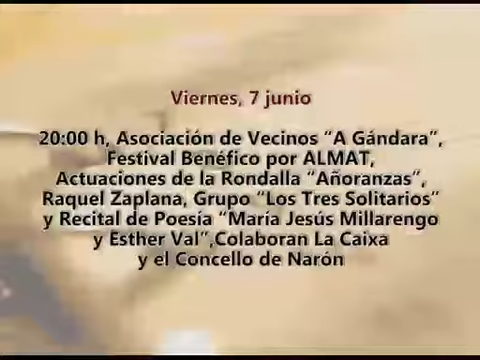 Viernes, 7 junio
20:00 h, Asociación de Vecinos "A Gándara",
Festival Benéfico por ALMAT,
Actuaciones de la Rondalla "Añoranzas",
Raquel Zaplana, Grupo "Los Tres Solitarios"
y Recital de Poesía "María Jesús Millarengo
y Esther Val",Colaboran La Caixa
y el Concello de Narón